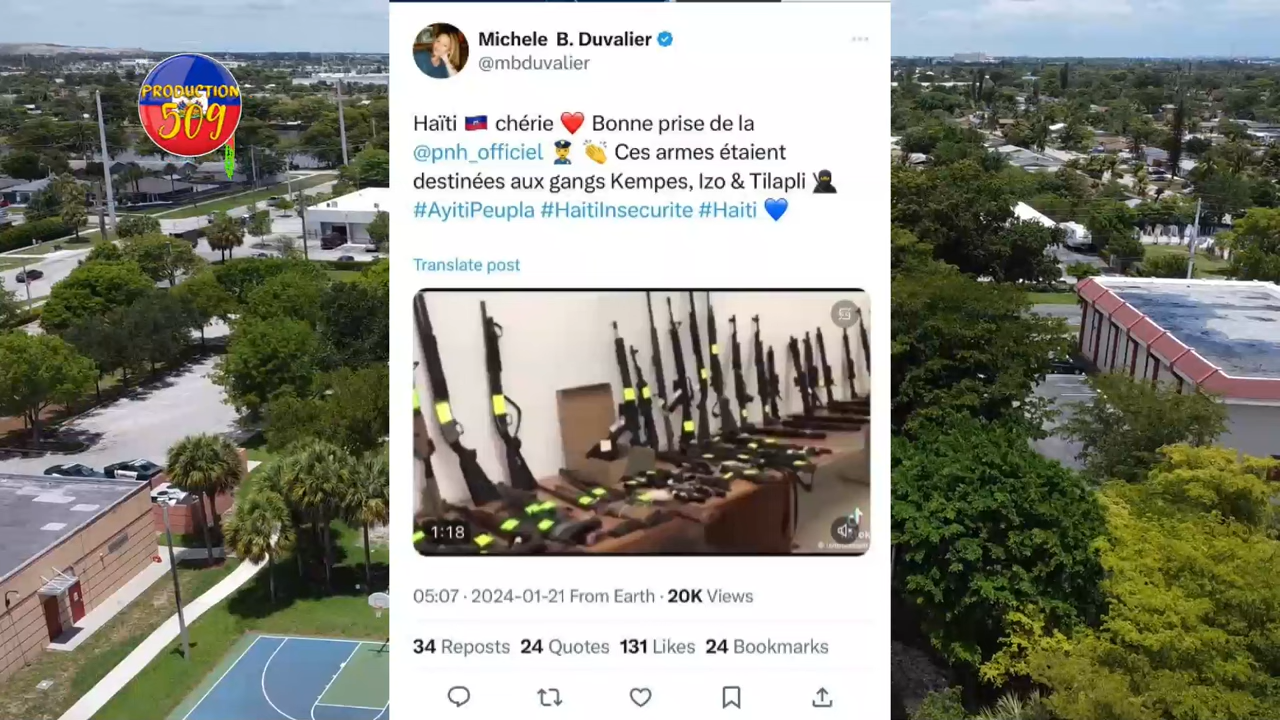 PRODUCTION
509
Michele B. Duvalier
@mbduvalier
Haïti 🇭🇹 chérie ❤️ Bonne prise de la
@pnh_officiel 👮 👏 Ces armes étaient
destinées aux gangs Kempes, Izo & Tilapli 🥷
#AyitiPeupla #HaitiInsecurite #Haiti 💙
Translate post
1:18
05:07 · 2024-01-21 From Earth · 20K Views
34 Reposts 24 Quotes 131 Likes 24 Bookmarks